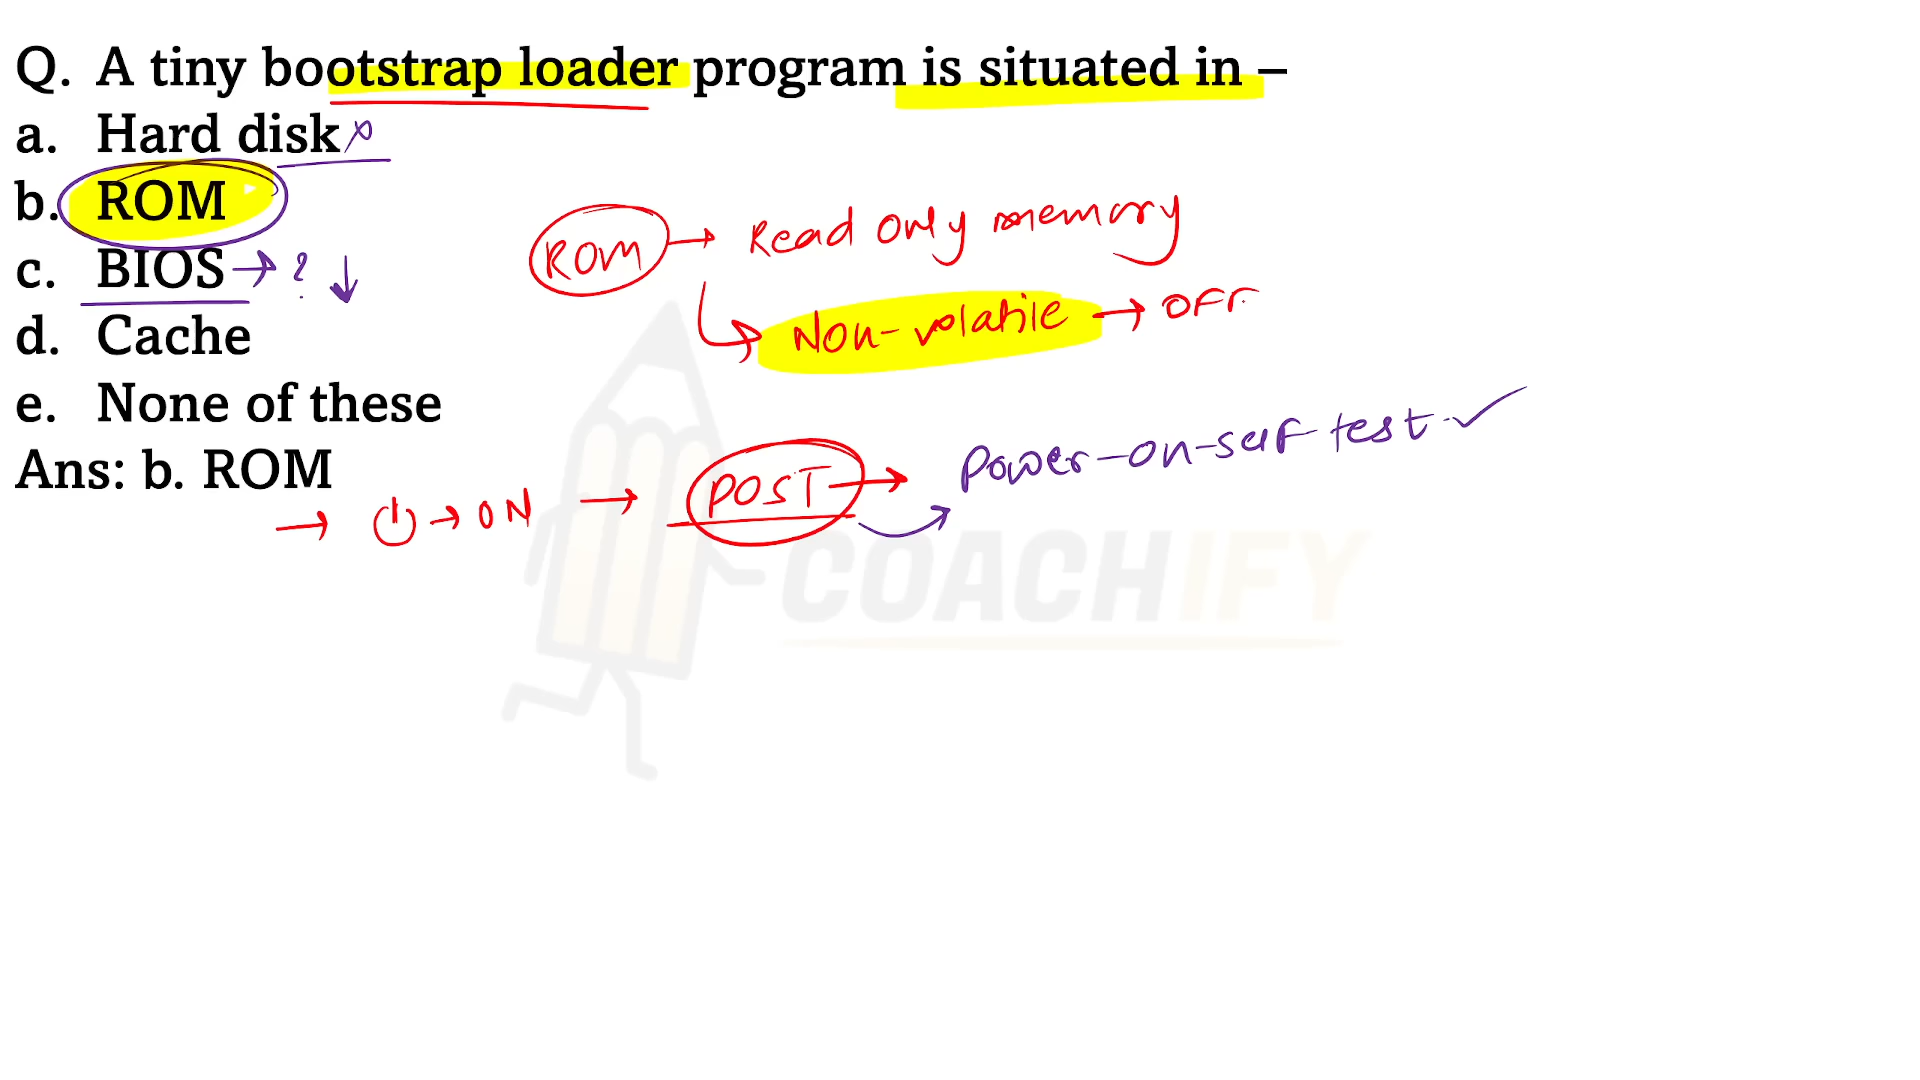 Q. A tiny bootstrap loader program is situated in –
a. Hard disk x
b. ROM
c. BIOS → ? ↓
d. Cache
e. None of these
Ans: b. ROM
ROM → Read only memory
Non-volatile → OFF
→ → ON → POST → Power-on-self test ✓
COACHIFY